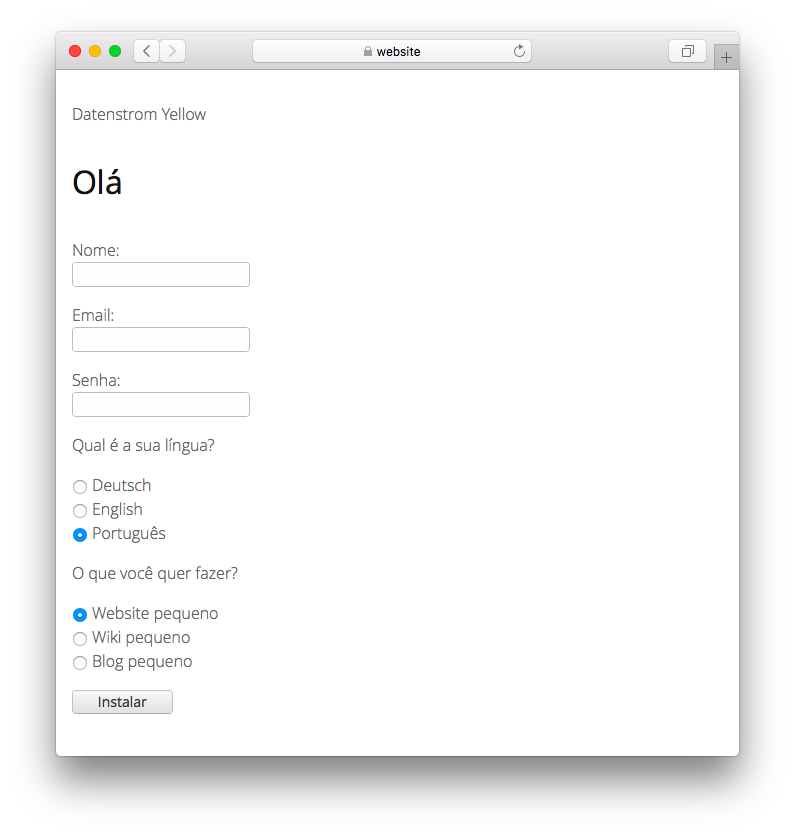 website
Datenstrom Yellow
Olá
Nome:
Email:
Senha:
Qual é a sua língua?
Deutsch
English
Português
O que você quer fazer?
Website pequeno
Wiki pequeno
Blog pequeno
Instalar